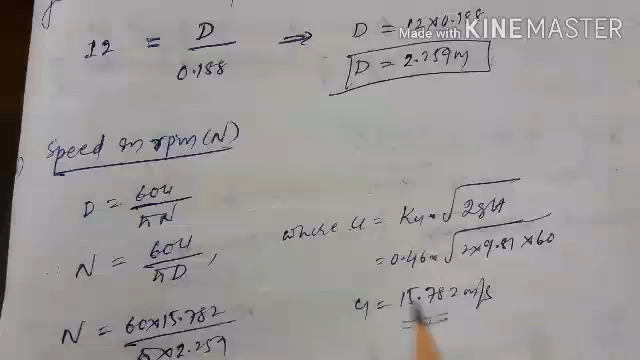 12 = D / 0.188 ⇒ D = 12×0.188
Made with KINEMASTER
D = 2.259m
Speed in rpm (N)
D = 60u / πN
where u = Ku × √2gH
N = 60u / πD,
= 0.46 × √2×9.81×60
u = 15.782 m/s
N = 60×15.782 / π×2.259